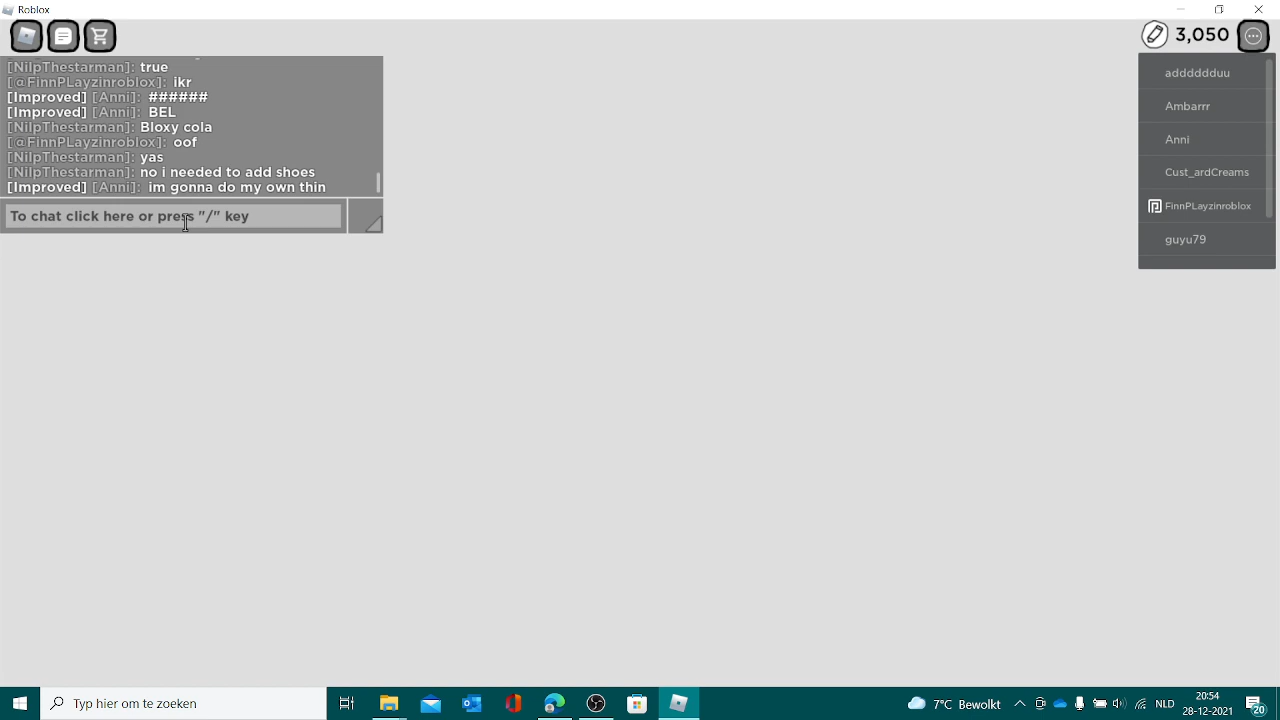 Roblox
3,050
[NilpThestarman]: true
[@FinnPLayzinroblox]: ikr
[Improved] [Anni]: ######
[Improved] [Anni]: BEL
[NilpThestarman]: Bloxy cola
[@FinnPLayzinroblox]: oof
[NilpThestarman]: yas
[NilpThestarman]: no i needed to add shoes
[Improved] [Anni]: im gonna do my own thin
To chat click here or press "/" key
adddddduu
Ambarrr
Anni
Cust_ardCreams
FinnPLayzinroblox
guyu79
Typ hier om te zoeken
7°C Bewolkt
NLD
20:54
28-12-2021
20